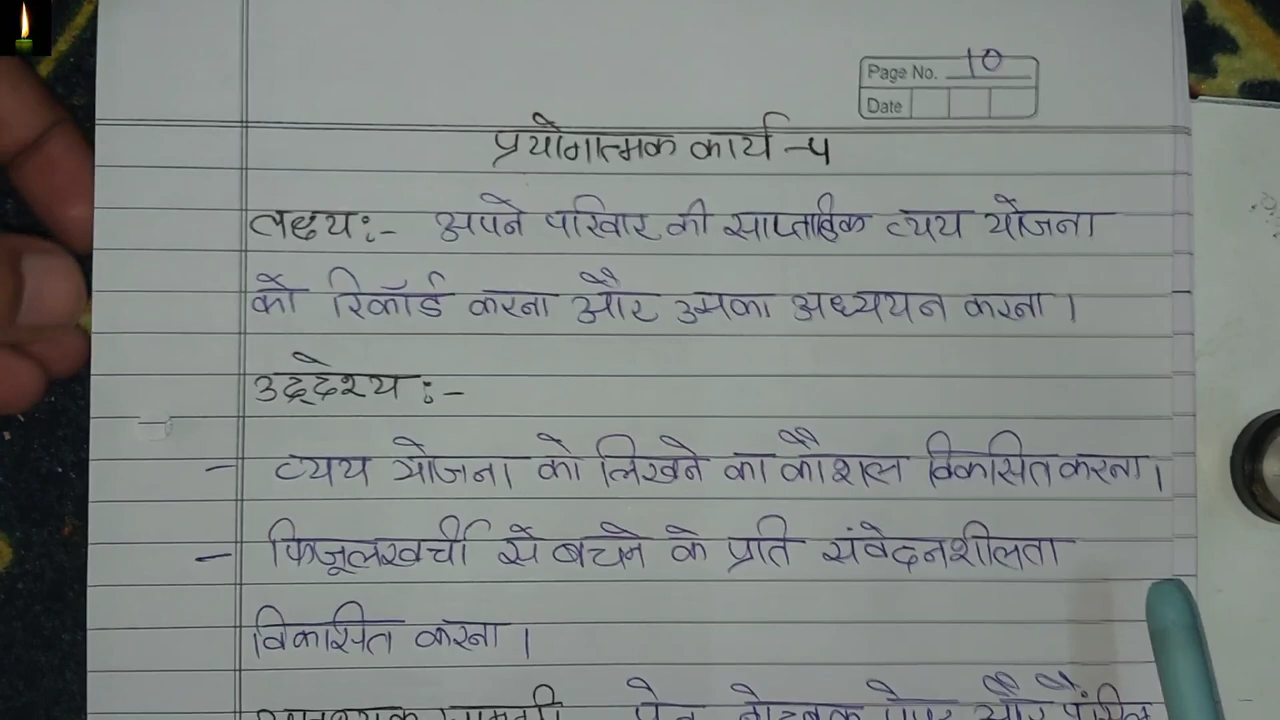 Page No. 10
Date
प्रयोगात्मक कार्य -५
लक्ष्य:- अपने परिवार की साप्ताहिक व्यय योजना
को रिकॉर्ड करना और उसका अध्ययन करना।
उद्देश्य:-
- व्यय योजना को लिखने का कौशल विकसित करना।
- फिजूलखर्ची से बचने के प्रति संवेदनशीलता
विकसित करना।